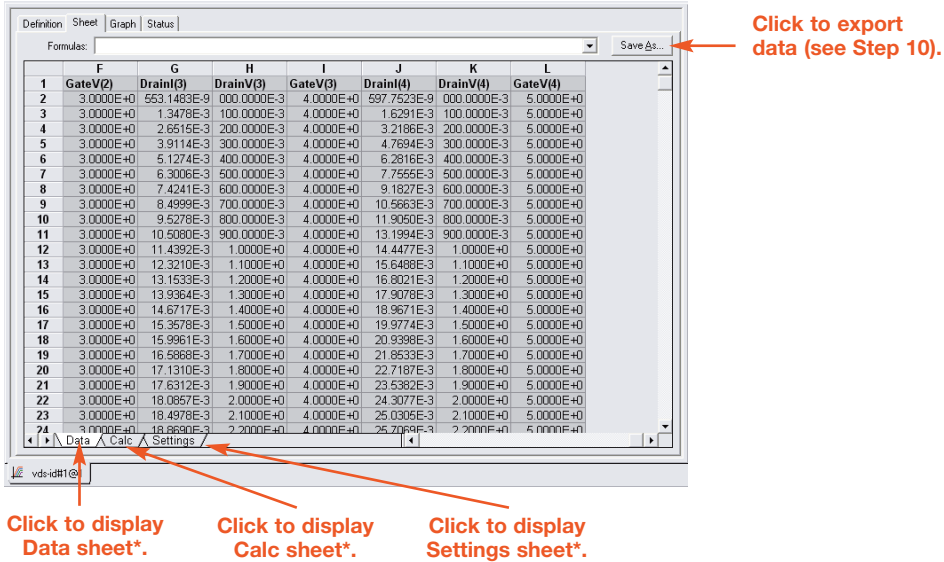 Definition Sheet Graph Status
Click to export
data (see Step 10).
Formulas: Save As...
F G H I J K L
1 GateV(2) DrainI(3) DrainV(3) GateV(3) DrainI(4) DrainV(4) GateV(4)
2 3.0000E+0 553.1483E-9 000.0000E-3 4.0000E+0 597.7523E-9 000.0000E-3 5.0000E+0
3 3.0000E+0 1.3478E-3 100.0000E-3 4.0000E+0 1.6291E-3 100.0000E-3 5.0000E+0
4 3.0000E+0 2.6515E-3 200.0000E-3 4.0000E+0 3.2186E-3 200.0000E-3 5.0000E+0
5 3.0000E+0 3.9114E-3 300.0000E-3 4.0000E+0 4.7694E-3 300.0000E-3 5.0000E+0
6 3.0000E+0 5.1274E-3 400.0000E-3 4.0000E+0 6.2816E-3 400.0000E-3 5.0000E+0
7 3.0000E+0 6.3006E-3 500.0000E-3 4.0000E+0 7.7555E-3 500.0000E-3 5.0000E+0
8 3.0000E+0 7.4241E-3 600.0000E-3 4.0000E+0 9.1827E-3 600.0000E-3 5.0000E+0
9 3.0000E+0 8.4999E-3 700.0000E-3 4.0000E+0 10.5663E-3 700.0000E-3 5.0000E+0
10 3.0000E+0 9.5278E-3 800.0000E-3 4.0000E+0 11.9050E-3 800.0000E-3 5.0000E+0
11 3.0000E+0 10.5080E-3 900.0000E-3 4.0000E+0 13.1994E-3 900.0000E-3 5.0000E+0
12 3.0000E+0 11.4392E-3 1.0000E+0 4.0000E+0 14.4477E-3 1.0000E+0 5.0000E+0
13 3.0000E+0 12.3210E-3 1.1000E+0 4.0000E+0 15.6488E-3 1.1000E+0 5.0000E+0
14 3.0000E+0 13.1533E-3 1.2000E+0 4.0000E+0 16.8021E-3 1.2000E+0 5.0000E+0
15 3.0000E+0 13.9364E-3 1.3000E+0 4.0000E+0 17.9078E-3 1.3000E+0 5.0000E+0
16 3.0000E+0 14.6717E-3 1.4000E+0 4.0000E+0 18.9671E-3 1.4000E+0 5.0000E+0
17 3.0000E+0 15.3578E-3 1.5000E+0 4.0000E+0 19.9774E-3 1.5000E+0 5.0000E+0
18 3.0000E+0 15.9961E-3 1.6000E+0 4.0000E+0 20.9398E-3 1.6000E+0 5.0000E+0
19 3.0000E+0 16.5868E-3 1.7000E+0 4.0000E+0 21.8533E-3 1.7000E+0 5.0000E+0
20 3.0000E+0 17.1310E-3 1.8000E+0 4.0000E+0 22.7187E-3 1.8000E+0 5.0000E+0
21 3.0000E+0 17.6312E-3 1.9000E+0 4.0000E+0 23.5382E-3 1.9000E+0 5.0000E+0
22 3.0000E+0 18.0857E-3 2.0000E+0 4.0000E+0 24.3077E-3 2.0000E+0 5.0000E+0
23 3.0000E+0 18.4978E-3 2.1000E+0 4.0000E+0 25.0305E-3 2.1000E+0 5.0000E+0
24 3.0000E+0 18.8690E-3 2.2000E+0 4.0000E+0 25.7069E-3 2.2000E+0 5.0000E+0
Data Calc Settings
Click to display
Data sheet*.
Click to display
Calc sheet*.
Click to display
Settings sheet*.